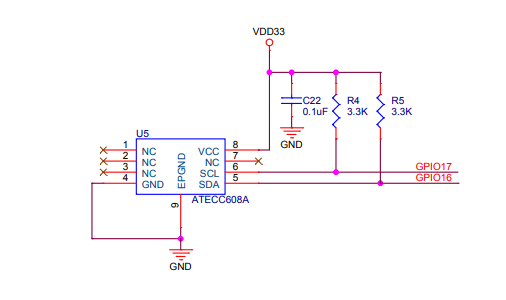 VDD33
C22
0.1uF
R4
3.3K
R5
3.3K
GND
U5
1 NC VCC 8
2 NC NC 7
3 NC SCL 6
4 GND SDA 5
EPGND
9
ATECC608A
GPIO17
GPIO16
GND